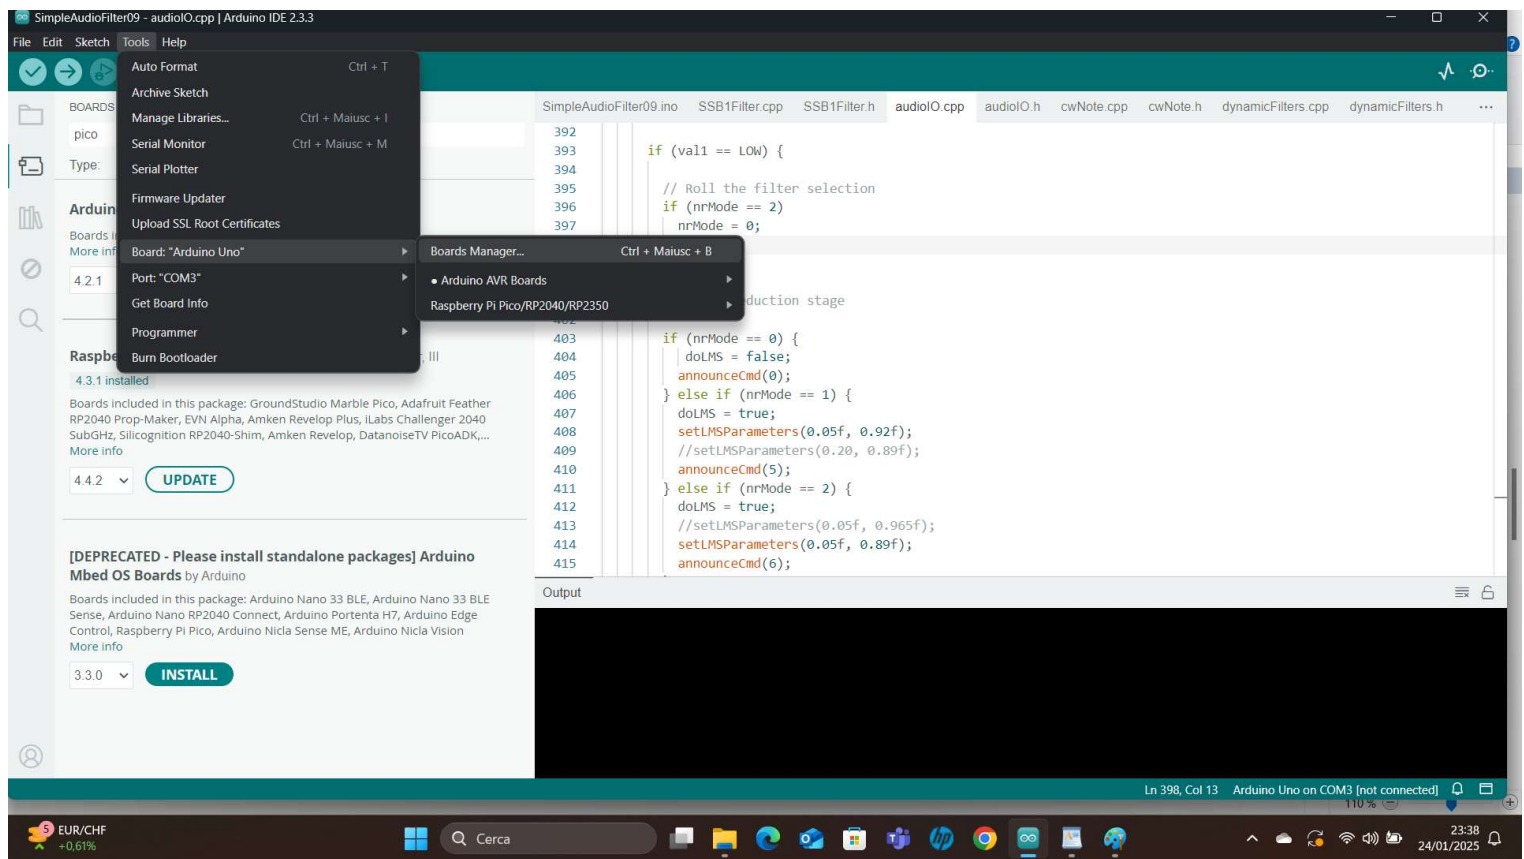 SimpleAudioFilter09 - audioIO.cpp | Arduino IDE 2.3.3
File Edit Sketch Tools Help
Auto Format Ctrl + T
Archive Sketch
Manage Libraries... Ctrl + Maiusc + I
Serial Monitor Ctrl + Maiusc + M
Serial Plotter
Firmware Updater
Upload SSL Root Certificates
Board: "Arduino Uno"
Port: "COM3"
Get Board Info
Programmer
Burn Bootloader
Boards Manager... Ctrl + Maiusc + B
Arduino AVR Boards
Raspberry Pi Pico/RP2040/RP2350
BOARDS
pico
Type:
Arduin
Boards i
More inf
4.2.1
Raspbe , III
4.3.1 installed
Boards included in this package: GroundStudio Marble Pico, Adafruit Feather
RP2040 Prop-Maker, EVN Alpha, Amken Revelop Plus, iLabs Challenger 2040
SubGHz, Silicognition RP2040-Shim, Amken Revelop, DatanoiseTV PicoADK,...
More info
4.4.2 UPDATE
[DEPRECATED - Please install standalone packages] Arduino
Mbed OS Boards by Arduino
Boards included in this package: Arduino Nano 33 BLE, Arduino Nano 33 BLE
Sense, Arduino Nano RP2040 Connect, Arduino Portenta H7, Arduino Edge
Control, Raspberry Pi Pico, Arduino Nicla Sense ME, Arduino Nicla Vision
More info
3.3.0 INSTALL
SimpleAudioFilter09.ino SSB1Filter.cpp SSB1Filter.h audioIO.cpp audioIO.h cwNote.cpp cwNote.h dynamicFilters.cpp dynamicFilters.h ...
392
393 if (val1 == LOW) {
394
395 // Roll the filter selection
396 if (nrMode == 2)
397 nrMode = 0;
duction stage
402
403 if (nrMode == 0) {
404 doLMS = false;
405 announceCmd(0);
406 } else if (nrMode == 1) {
407 doLMS = true;
408 setLMSParameters(0.05f, 0.92f);
409 //setLMSParameters(0.20, 0.89f);
410 announceCmd(5);
411 } else if (nrMode == 2) {
412 doLMS = true;
413 //setLMSParameters(0.05f, 0.965f);
414 setLMSParameters(0.05f, 0.89f);
415 announceCmd(6);
Output
Ln 398, Col 13 Arduino Uno on COM3 [not connected]
110 %
5
EUR/CHF
+0,61%
Cerca
hp
23:38
24/01/2025